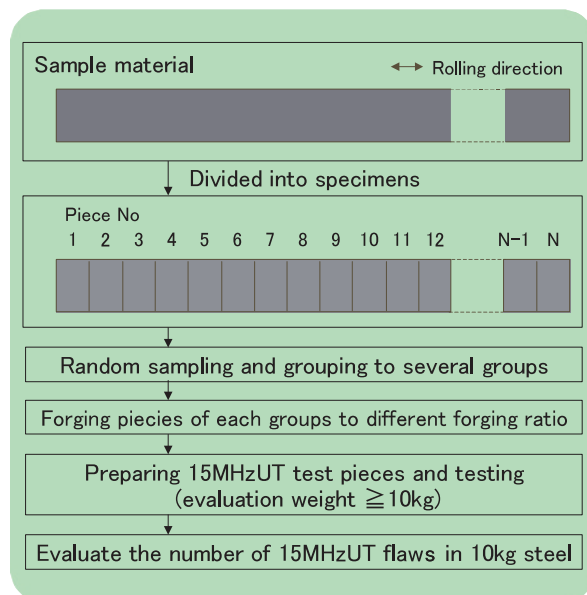 Sample material
Rolling direction
Divided into specimens
Piece No
1 2 3 4 5 6 7 8 9 10 11 12 N-1 N
Random sampling and grouping to several groups
Forging piecies of each groups to different forging ratio
Preparing 15MHzUT test pieces and testing
(evaluation weight ≧10kg)
Evaluate the number of 15MHzUT flaws in 10kg steel